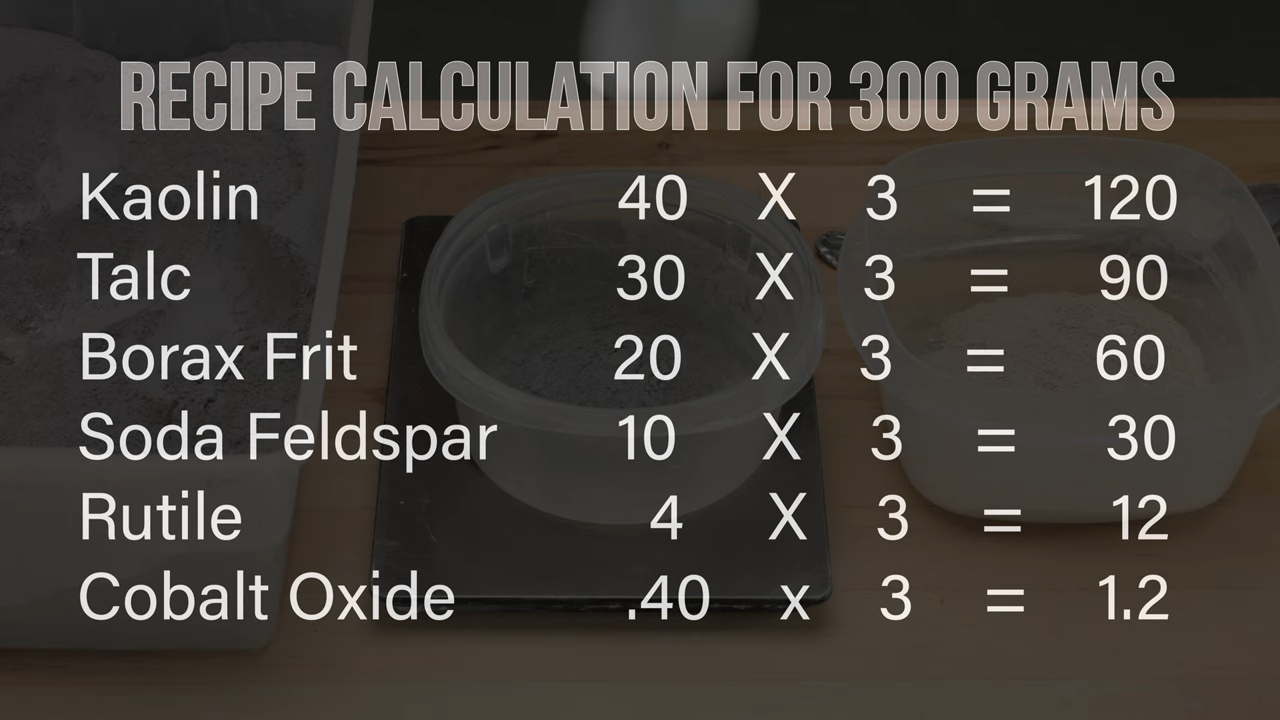 RECIPE CALCULATION FOR 300 GRAMS
Kaolin 40 X 3 = 120
Talc 30 X 3 = 90
Borax Frit 20 X 3 = 60
Soda Feldspar 10 X 3 = 30
Rutile 4 X 3 = 12
Cobalt Oxide .40 x 3 = 1.2